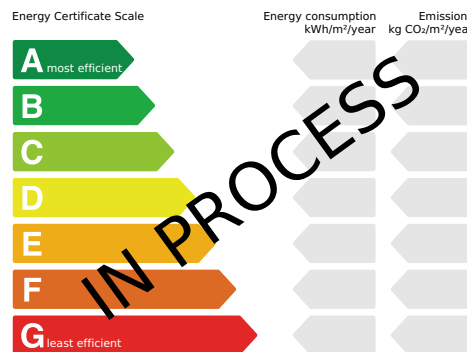 Energy Certificate Scale
Energy consumption
kWh/m²/year
Emission
kg CO₂/m²/year
A most efficient
B
C
D
E
F
G least efficient
IN PROCESS